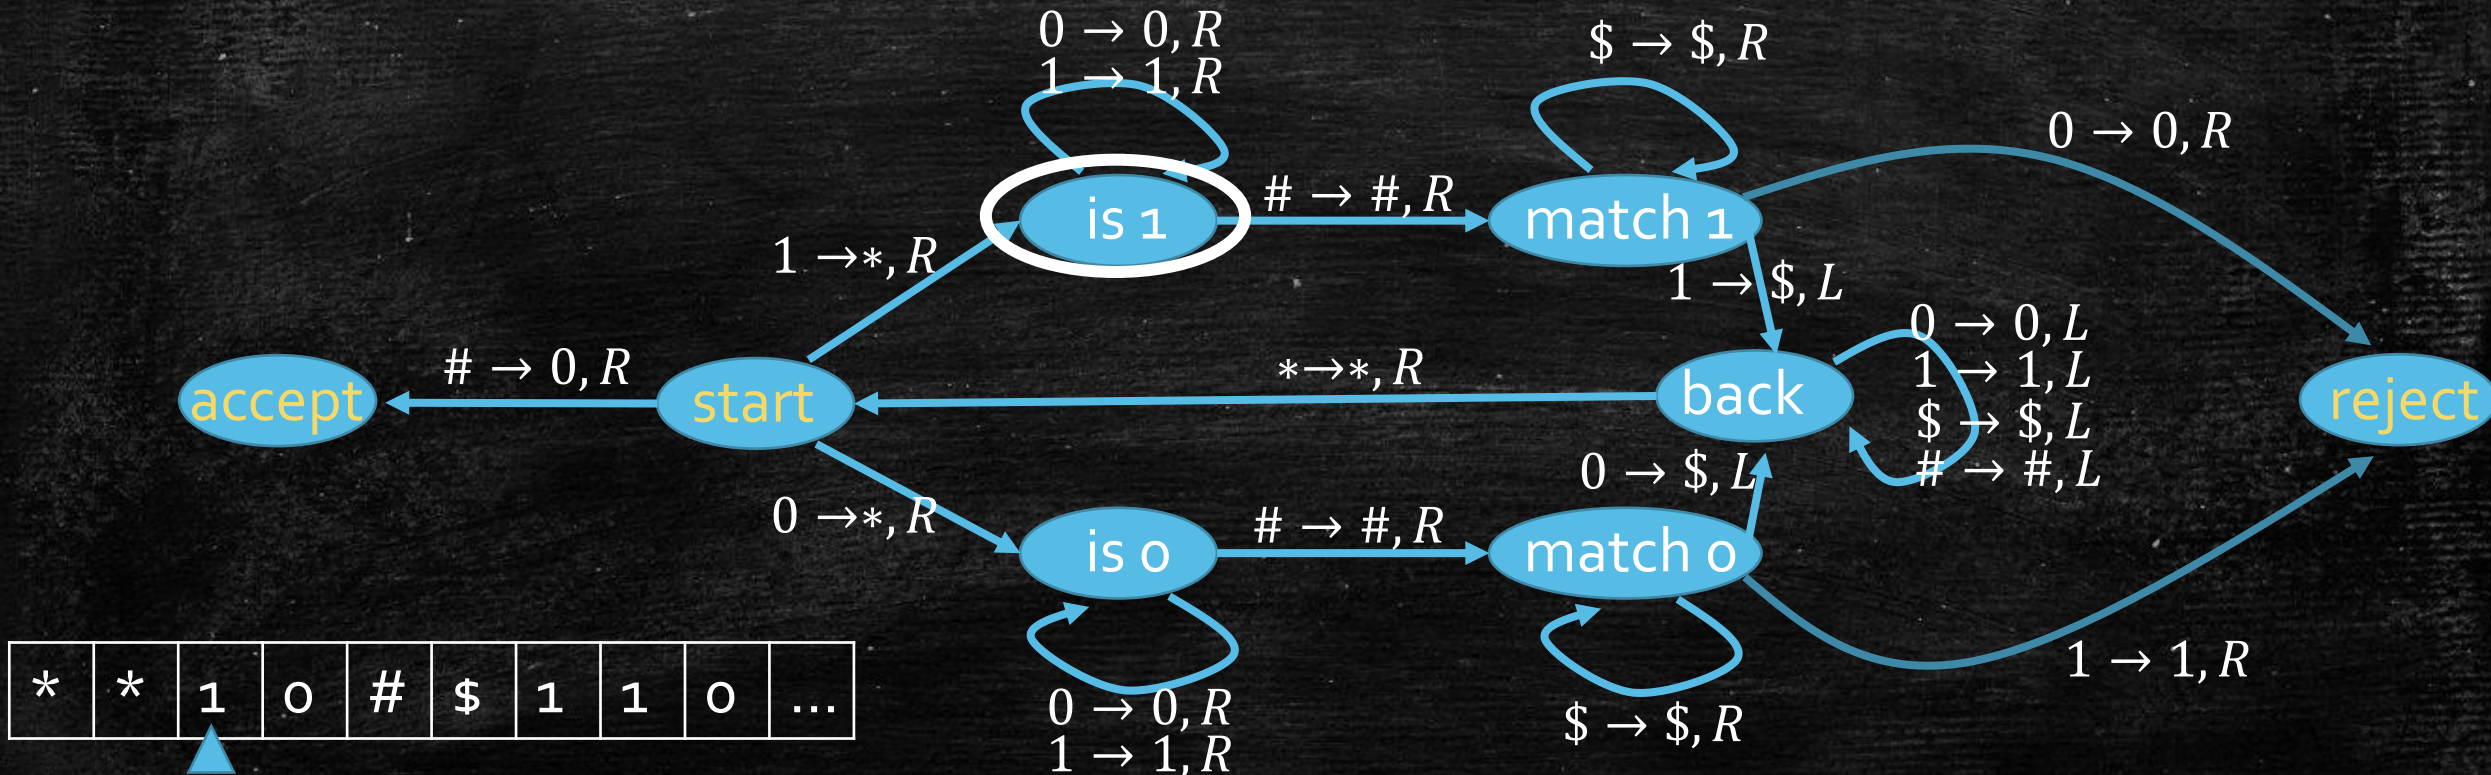 0 → 0, R
1 → 1, R
$ → $, R
0 → 0, R
is 1
# → #, R
match 1
1 →*, R
1 → $, L
0 → 0, L
1 → 1, L
$ → $, L
# → #, L
accept
# → 0, R
start
*→*, R
back
reject
0 → $, L
0 →*, R
is 0
# → #, R
match 0
1 → 1, R
* * 1 0 # $ 1 1 0 ...
0 → 0, R
1 → 1, R
$ → $, R